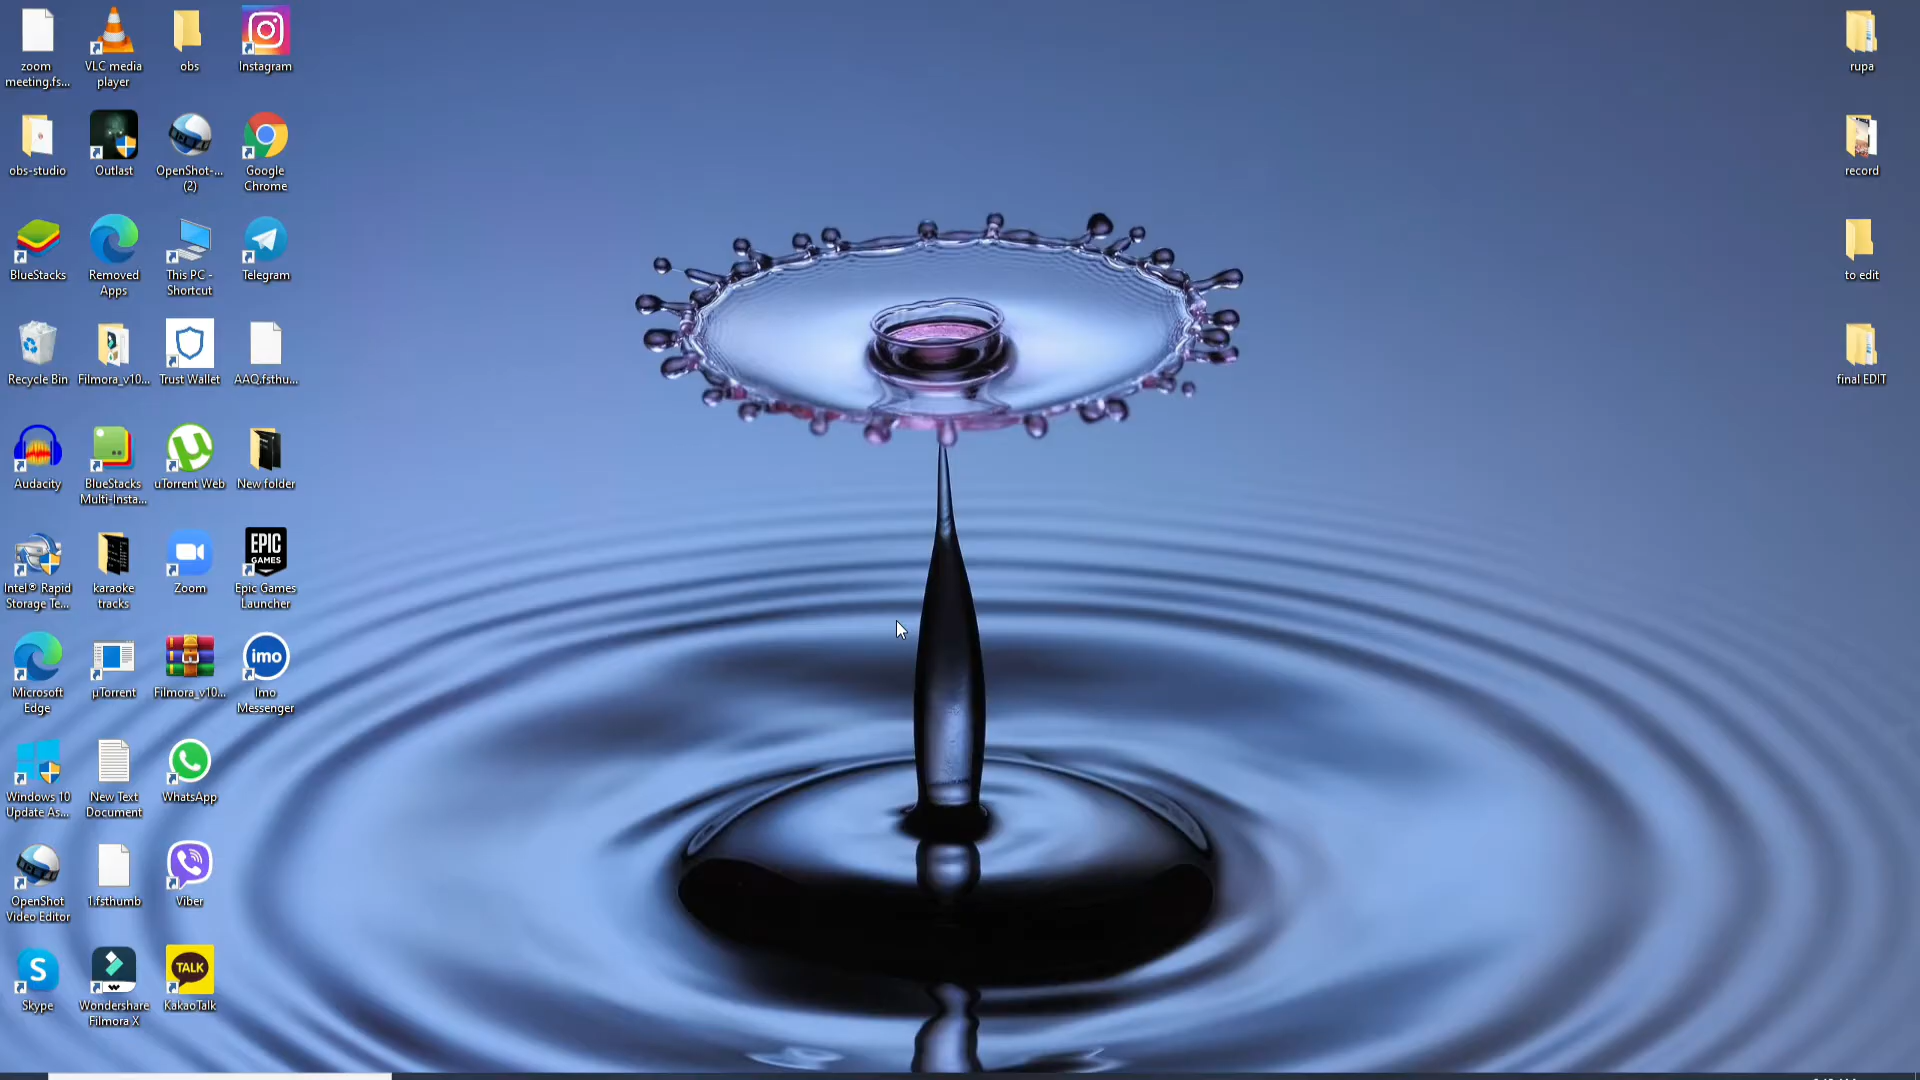 zoom
meeting.fs...
VLC media
player
obs
Instagram
rupa
obs-studio
Outlast
OpenShot-...
(2)
Google
Chrome
record
BlueStacks
Removed
Apps
This PC -
Shortcut
Telegram
to edit
Recycle Bin
Filmora_v10...
Trust Wallet
AAQ.fsthu...
final EDIT
Audacity
BlueStacks
Multi-Insta...
uTorrent Web
New folder
Intel® Rapid
Storage Te...
karaoke
tracks
Zoom
EPIC
GAMES
Epic Games
Launcher
Microsoft
Edge
µTorrent
Filmora_v10...
imo
Imo
Messenger
Windows 10
Update As...
New Text
Document
WhatsApp
OpenShot
Video Editor
1.fsthumb
Viber
S
Skype
Wondershare
Filmora X
TALK
KakaoTalk